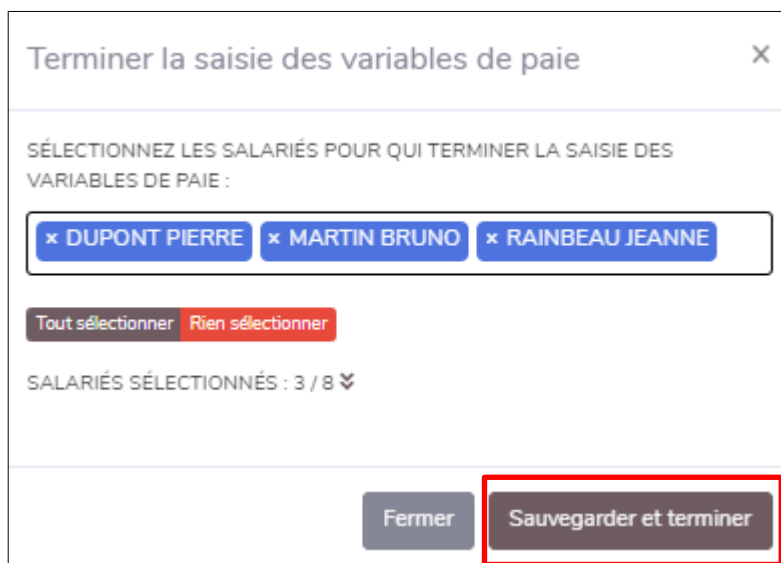 Terminer la saisie des variables de paie ×
SÉLECTIONNEZ LES SALARIÉS POUR QUI TERMINER LA SAISIE DES
VARIABLES DE PAIE :
× DUPONT PIERRE × MARTIN BRUNO × RAINBEAU JEANNE
Tout sélectionner Rien sélectionner
SALARIÉS SÉLECTIONNÉS : 3 / 8
Fermer Sauvegarder et terminer